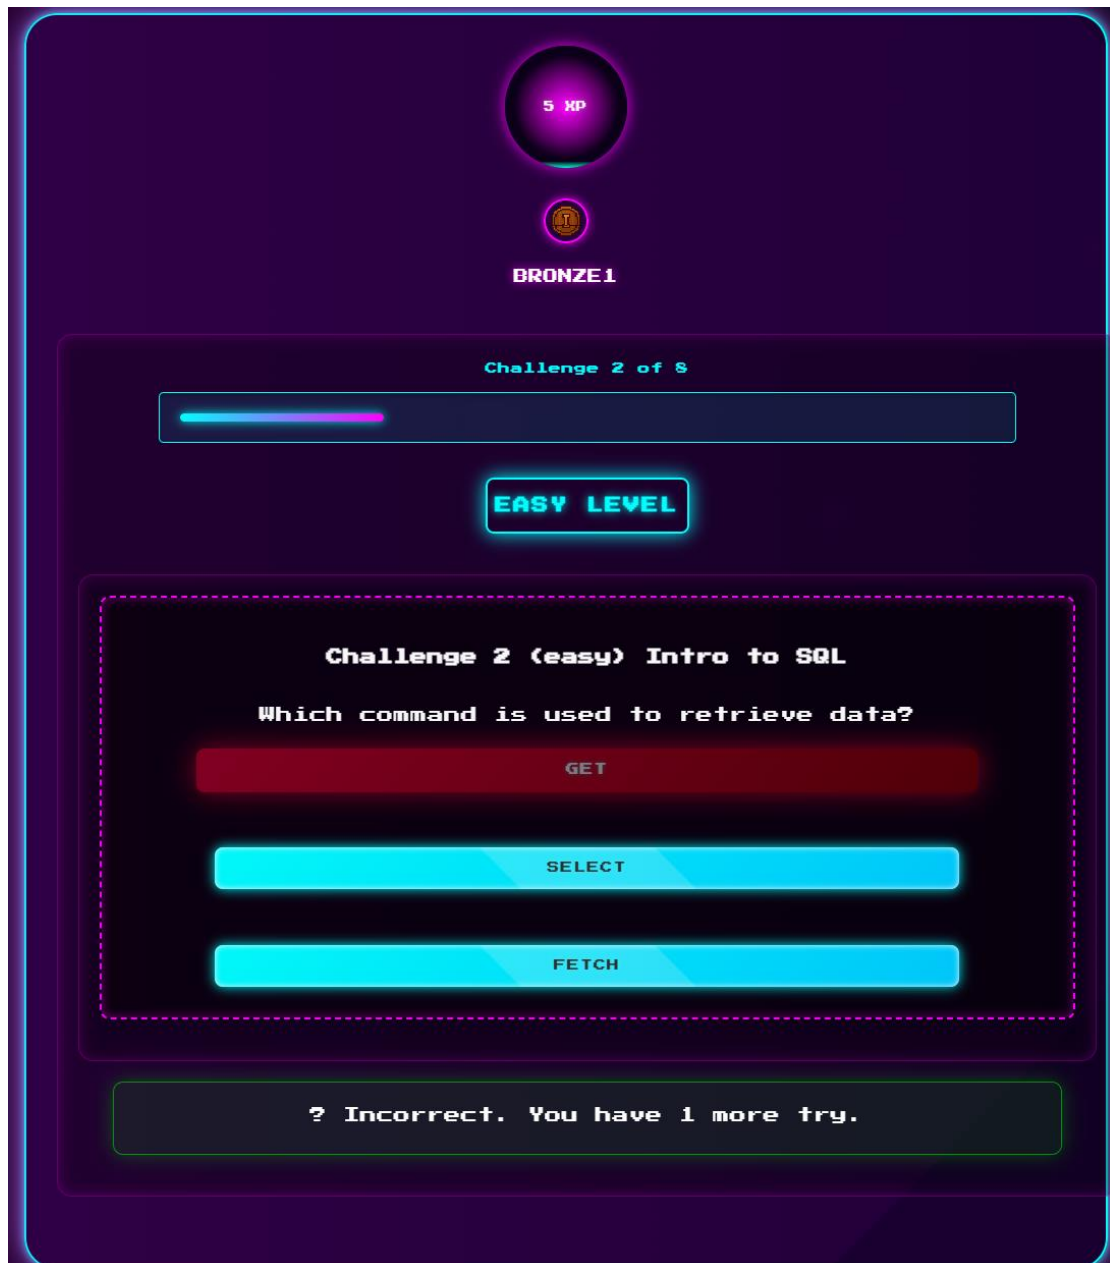 5 XP
I
BRONZE1
Challenge 2 of 8
EASY LEVEL
Challenge 2 (easy) Intro to SQL
Which command is used to retrieve data?
GET
SELECT
FETCH
? Incorrect. You have 1 more try.